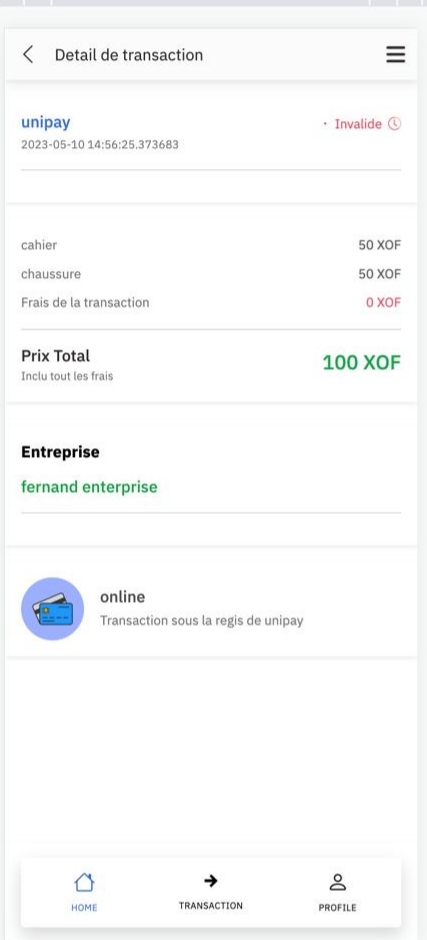 Detail de transaction
unipay
· Invalide
2023-05-10 14:56:25.373683
cahier 50 XOF
chaussure 50 XOF
Frais de la transaction 0 XOF
Prix Total 100 XOF
Inclu tout les frais
Entreprise
fernand enterprise
online
Transaction sous la regis de unipay
HOME TRANSACTION PROFILE